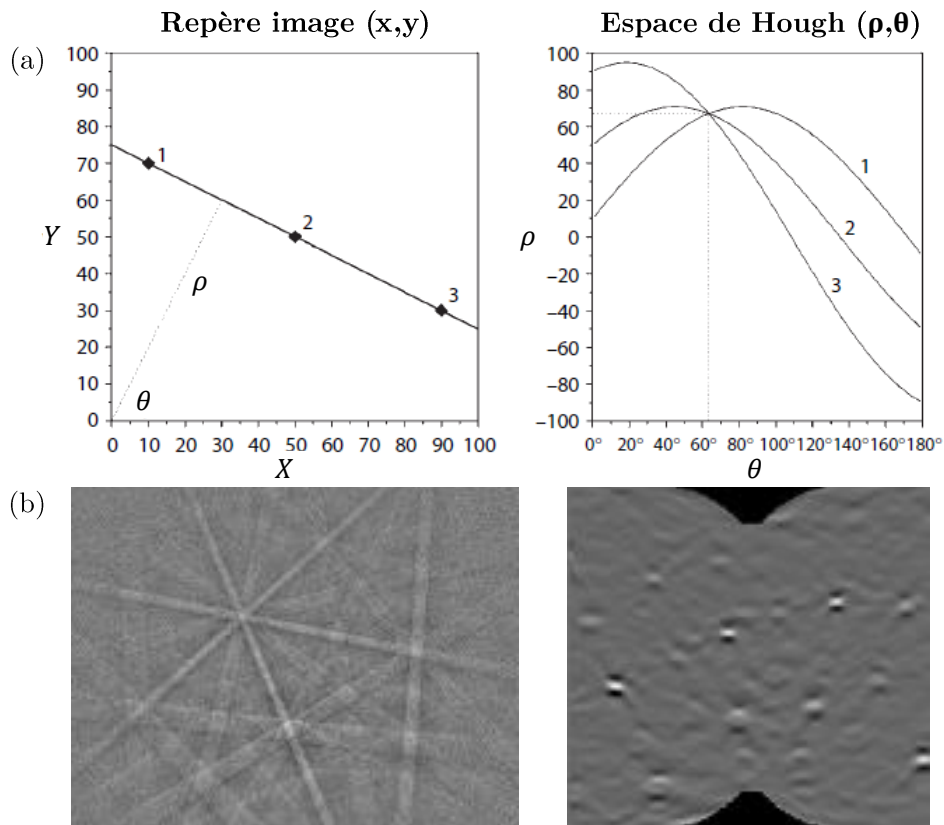 Repère image (x,y)
Espace de Hough (ρ,θ)
(a)
100
90
80
70
60
50
40
30
20
10
0
Y
1
2
3
ρ
θ
0 10 20 30 40 50 60 70 80 90 100
X
100
80
60
40
20
0
–20
–40
–60
–80
–100
ρ
1
2
3
0° 20° 40° 60° 80° 100°120°140°160°180°
θ
(b)